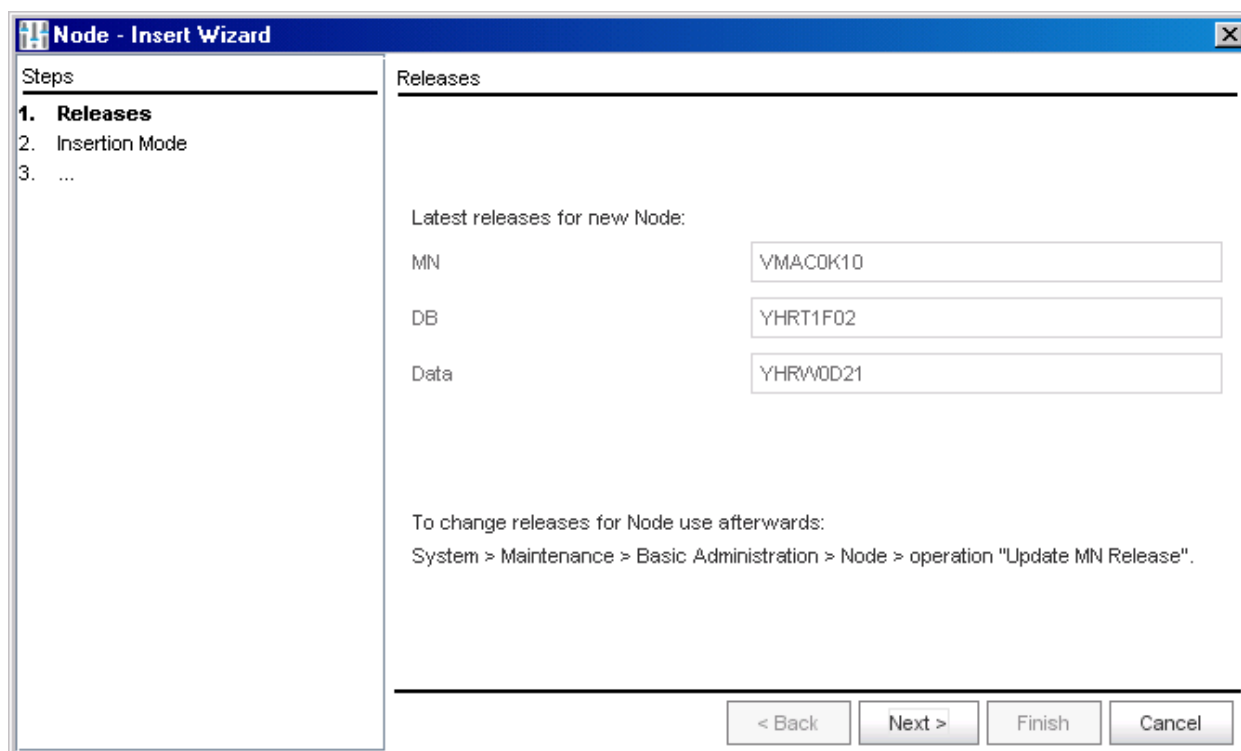 Node - Insert Wizard
Steps
1. Releases
2. Insertion Mode
3. ...
Releases
Latest releases for new Node:
MN VMAC0K10
DB YHRT1F02
Data YHRW0D21
To change releases for Node use afterwards:
System > Maintenance > Basic Administration > Node > operation "Update MN Release".
< Back Next > Finish Cancel